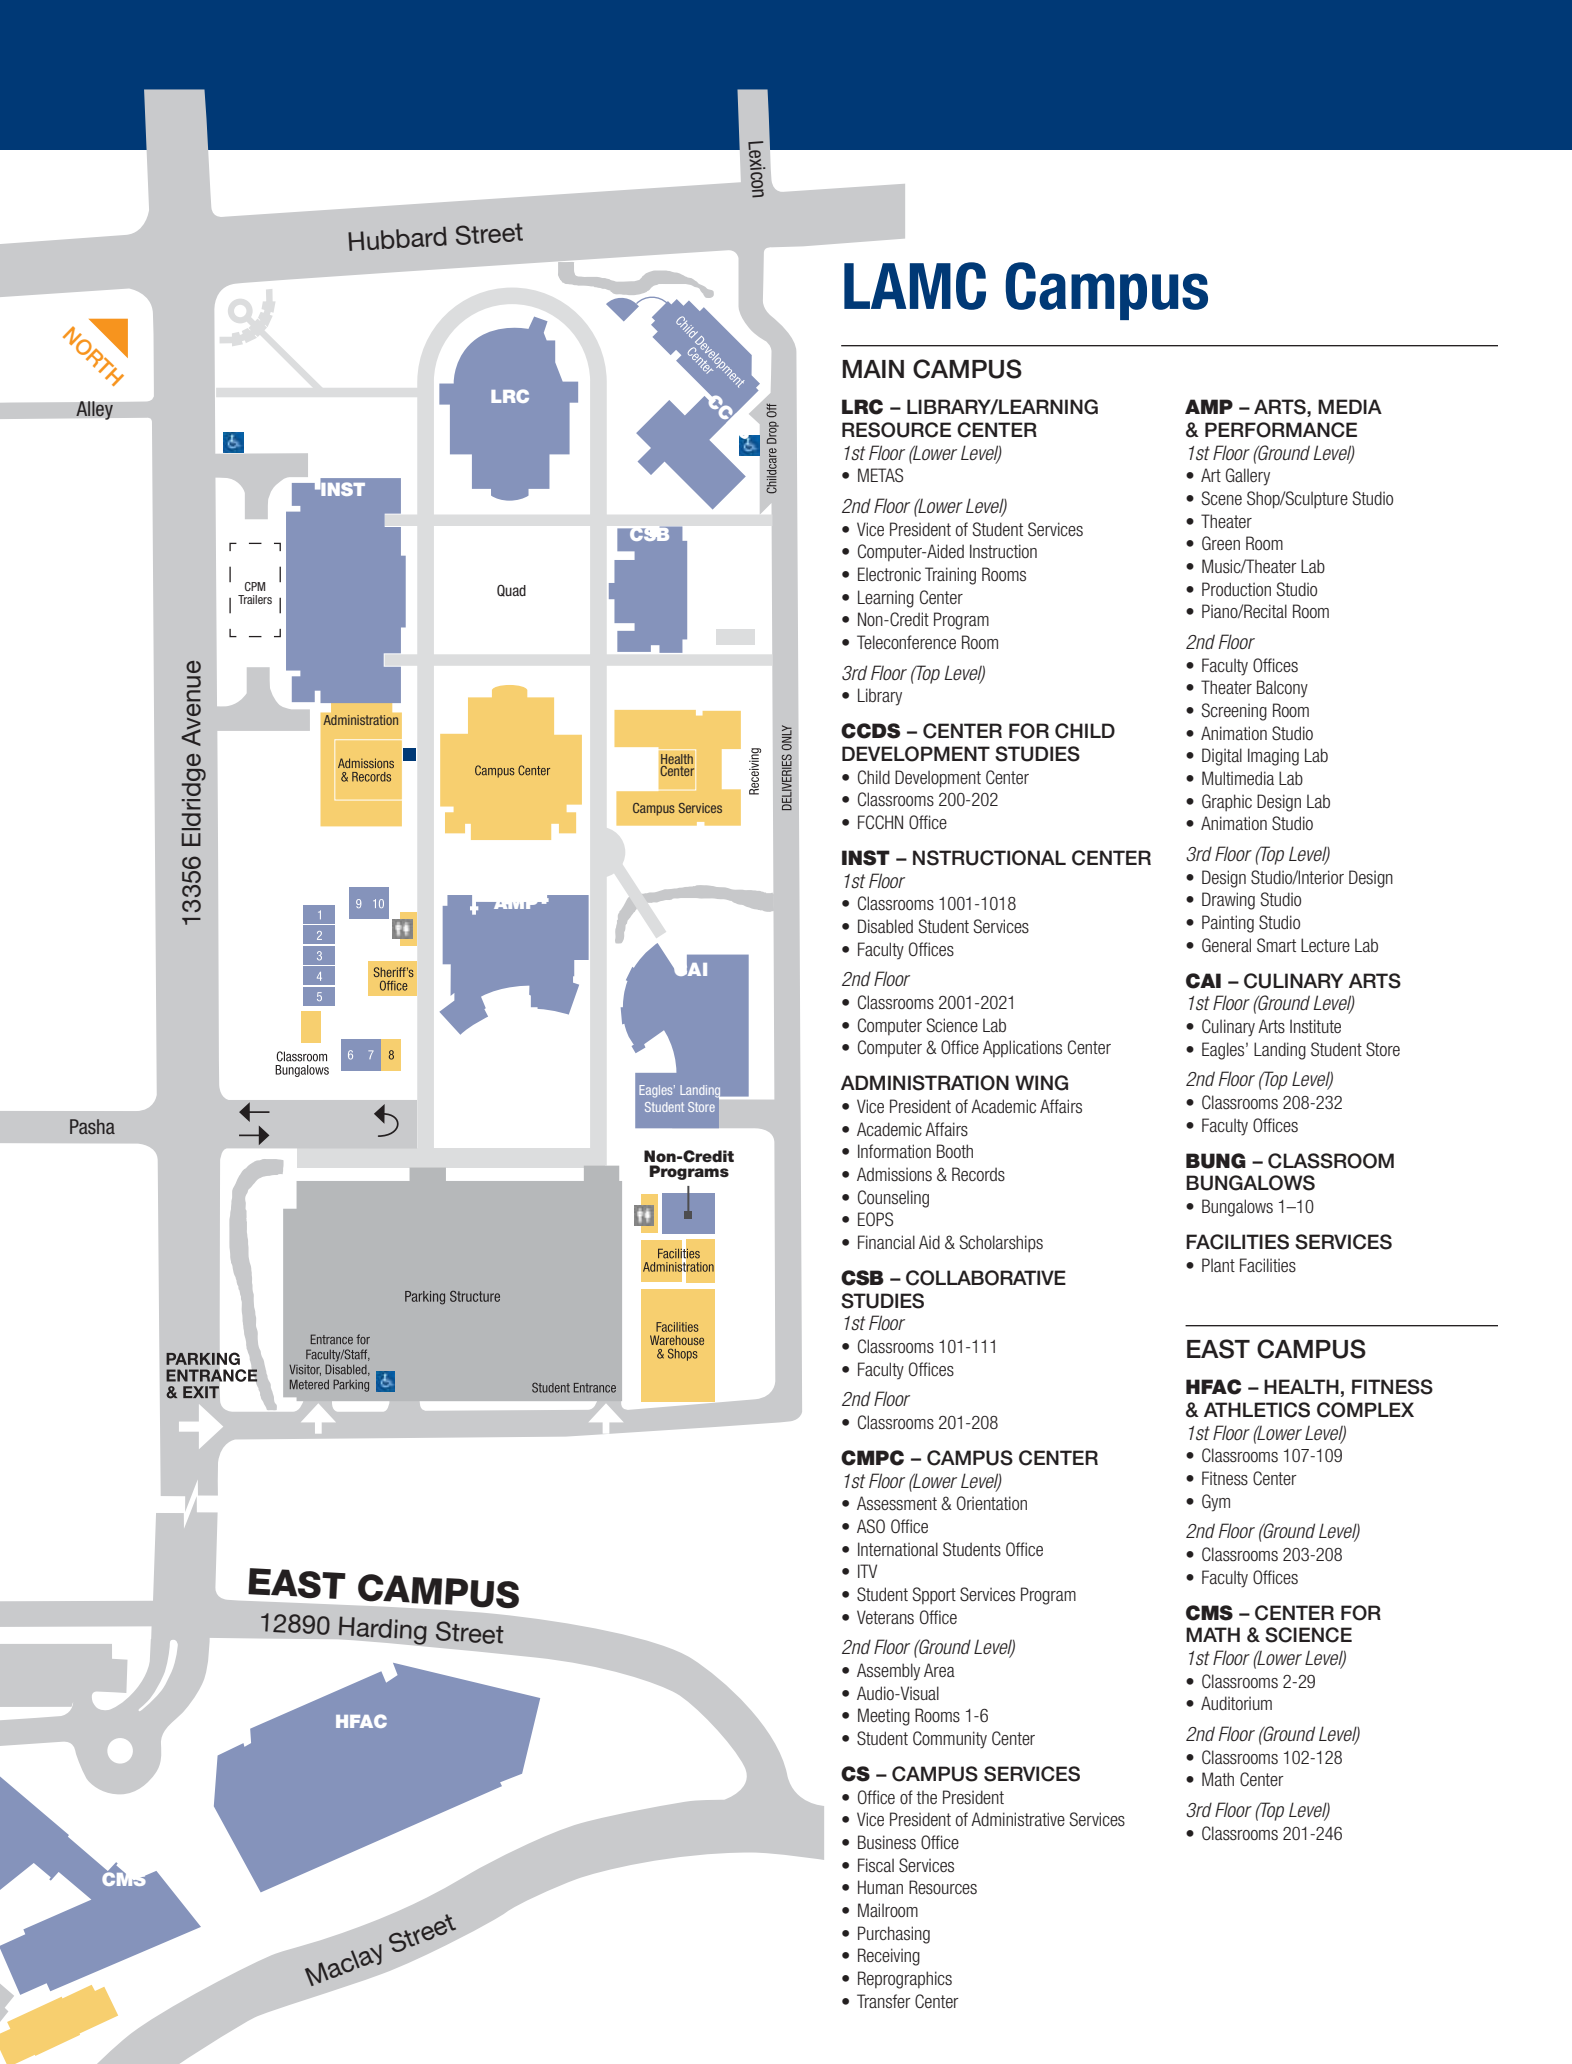 Lexicon
Hubbard Street
NORTH
Alley
LRC
Child Development
Center
CC
Childcare Drop Off
INST
CSB
CPM
Trailers
Quad
13356 Eldridge Avenue
Administration
Admissions
& Records
Campus Center
Health
Center
Campus Services
Receiving
DELIVERIES ONLY
9 10
1
2
3
4
5
Sheriff's
Office
AMP
CAI
Classroom
Bungalows
6 7 8
Eagles' Landing
Student Store
Pasha
Non-Credit
Programs
Facilities
Administration
Parking Structure
Facilities
Warehouse
& Shops
Entrance for
Faculty/Staff,
Visitor, Disabled,
Metered Parking
Student Entrance
PARKING
ENTRANCE
& EXIT
EAST CAMPUS
12890 Harding Street
HFAC
CMS
Maclay Street
LAMC Campus
MAIN CAMPUS
LRC – LIBRARY/LEARNING
RESOURCE CENTER
1st Floor (Lower Level)
• METAS
2nd Floor (Lower Level)
• Vice President of Student Services
• Computer-Aided Instruction
• Electronic Training Rooms
• Learning Center
• Non-Credit Program
• Teleconference Room
3rd Floor (Top Level)
• Library
CCDS – CENTER FOR CHILD
DEVELOPMENT STUDIES
• Child Development Center
• Classrooms 200-202
• FCCHN Office
INST – NSTRUCTIONAL CENTER
1st Floor
• Classrooms 1001-1018
• Disabled Student Services
• Faculty Offices
2nd Floor
• Classrooms 2001-2021
• Computer Science Lab
• Computer & Office Applications Center
ADMINISTRATION WING
• Vice President of Academic Affairs
• Academic Affairs
• Information Booth
• Admissions & Records
• Counseling
• EOPS
• Financial Aid & Scholarships
CSB – COLLABORATIVE
STUDIES
1st Floor
• Classrooms 101-111
• Faculty Offices
2nd Floor
• Classrooms 201-208
CMPC – CAMPUS CENTER
1st Floor (Lower Level)
• Assessment & Orientation
• ASO Office
• International Students Office
• ITV
• Student Spport Services Program
• Veterans Office
2nd Floor (Ground Level)
• Assembly Area
• Audio-Visual
• Meeting Rooms 1-6
• Student Community Center
CS – CAMPUS SERVICES
• Office of the President
• Vice President of Administrative Services
• Business Office
• Fiscal Services
• Human Resources
• Mailroom
• Purchasing
• Receiving
• Reprographics
• Transfer Center
AMP – ARTS, MEDIA
& PERFORMANCE
1st Floor (Ground Level)
• Art Gallery
• Scene Shop/Sculpture Studio
• Theater
• Green Room
• Music/Theater Lab
• Production Studio
• Piano/Recital Room
2nd Floor
• Faculty Offices
• Theater Balcony
• Screening Room
• Animation Studio
• Digital Imaging Lab
• Multimedia Lab
• Graphic Design Lab
• Animation Studio
3rd Floor (Top Level)
• Design Studio/Interior Design
• Drawing Studio
• Painting Studio
• General Smart Lecture Lab
CAI – CULINARY ARTS
1st Floor (Ground Level)
• Culinary Arts Institute
• Eagles' Landing Student Store
2nd Floor (Top Level)
• Classrooms 208-232
• Faculty Offices
BUNG – CLASSROOM
BUNGALOWS
• Bungalows 1–10
FACILITIES SERVICES
• Plant Facilities
EAST CAMPUS
HFAC – HEALTH, FITNESS
& ATHLETICS COMPLEX
1st Floor (Lower Level)
• Classrooms 107-109
• Fitness Center
• Gym
2nd Floor (Ground Level)
• Classrooms 203-208
• Faculty Offices
CMS – CENTER FOR
MATH & SCIENCE
1st Floor (Lower Level)
• Classrooms 2-29
• Auditorium
2nd Floor (Ground Level)
• Classrooms 102-128
• Math Center
3rd Floor (Top Level)
• Classrooms 201-246